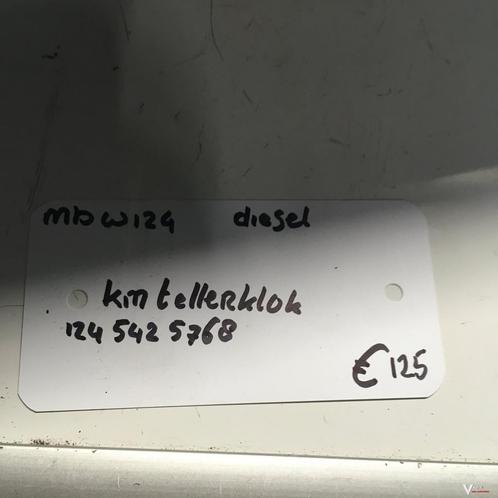 mb w124 diesel
km tellerklok
124 542 5768
€ 125